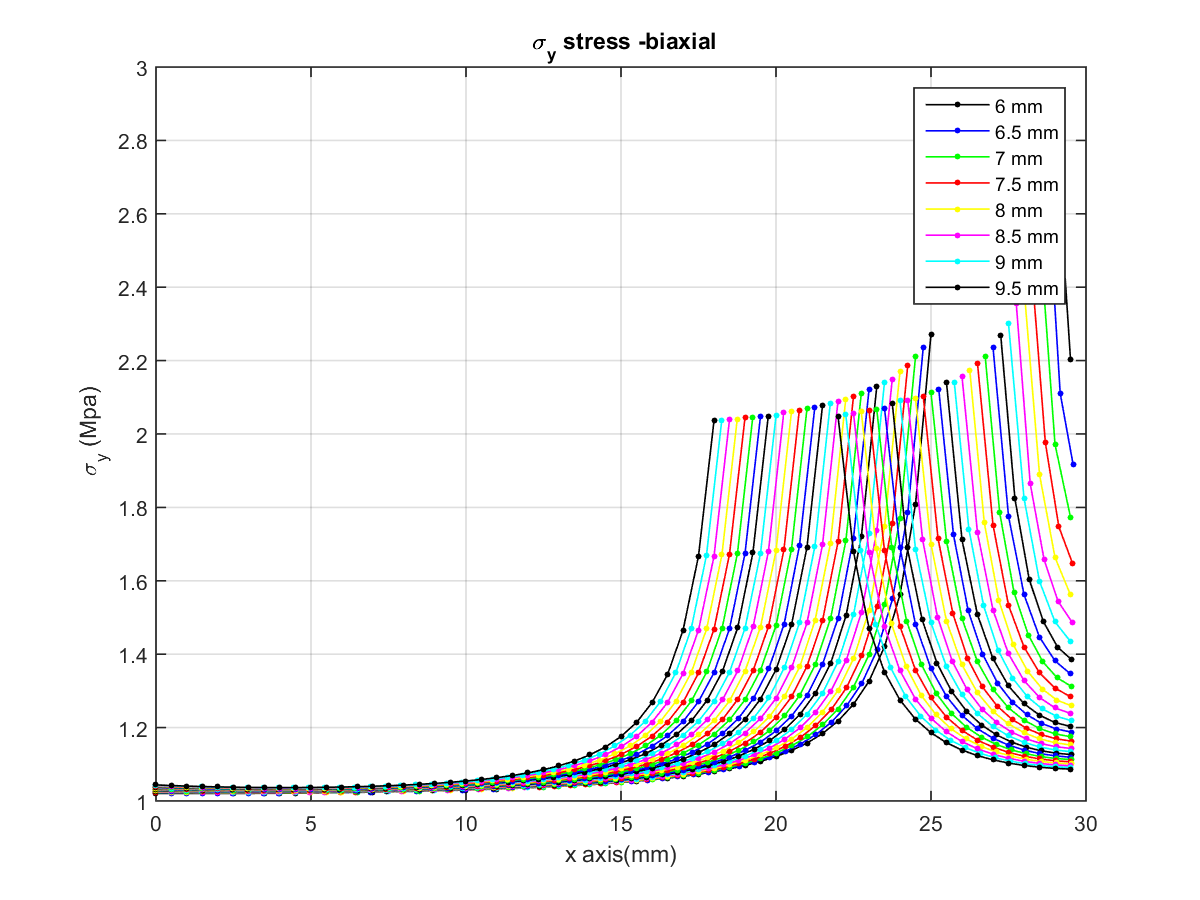 σy stress -biaxial
3
2.8
2.6
2.4
2.2
2
1.8
1.6
1.4
1.2
1
σy (Mpa)
6 mm
6.5 mm
7 mm
7.5 mm
8 mm
8.5 mm
9 mm
9.5 mm
0 5 10 15 20 25 30
x axis(mm)